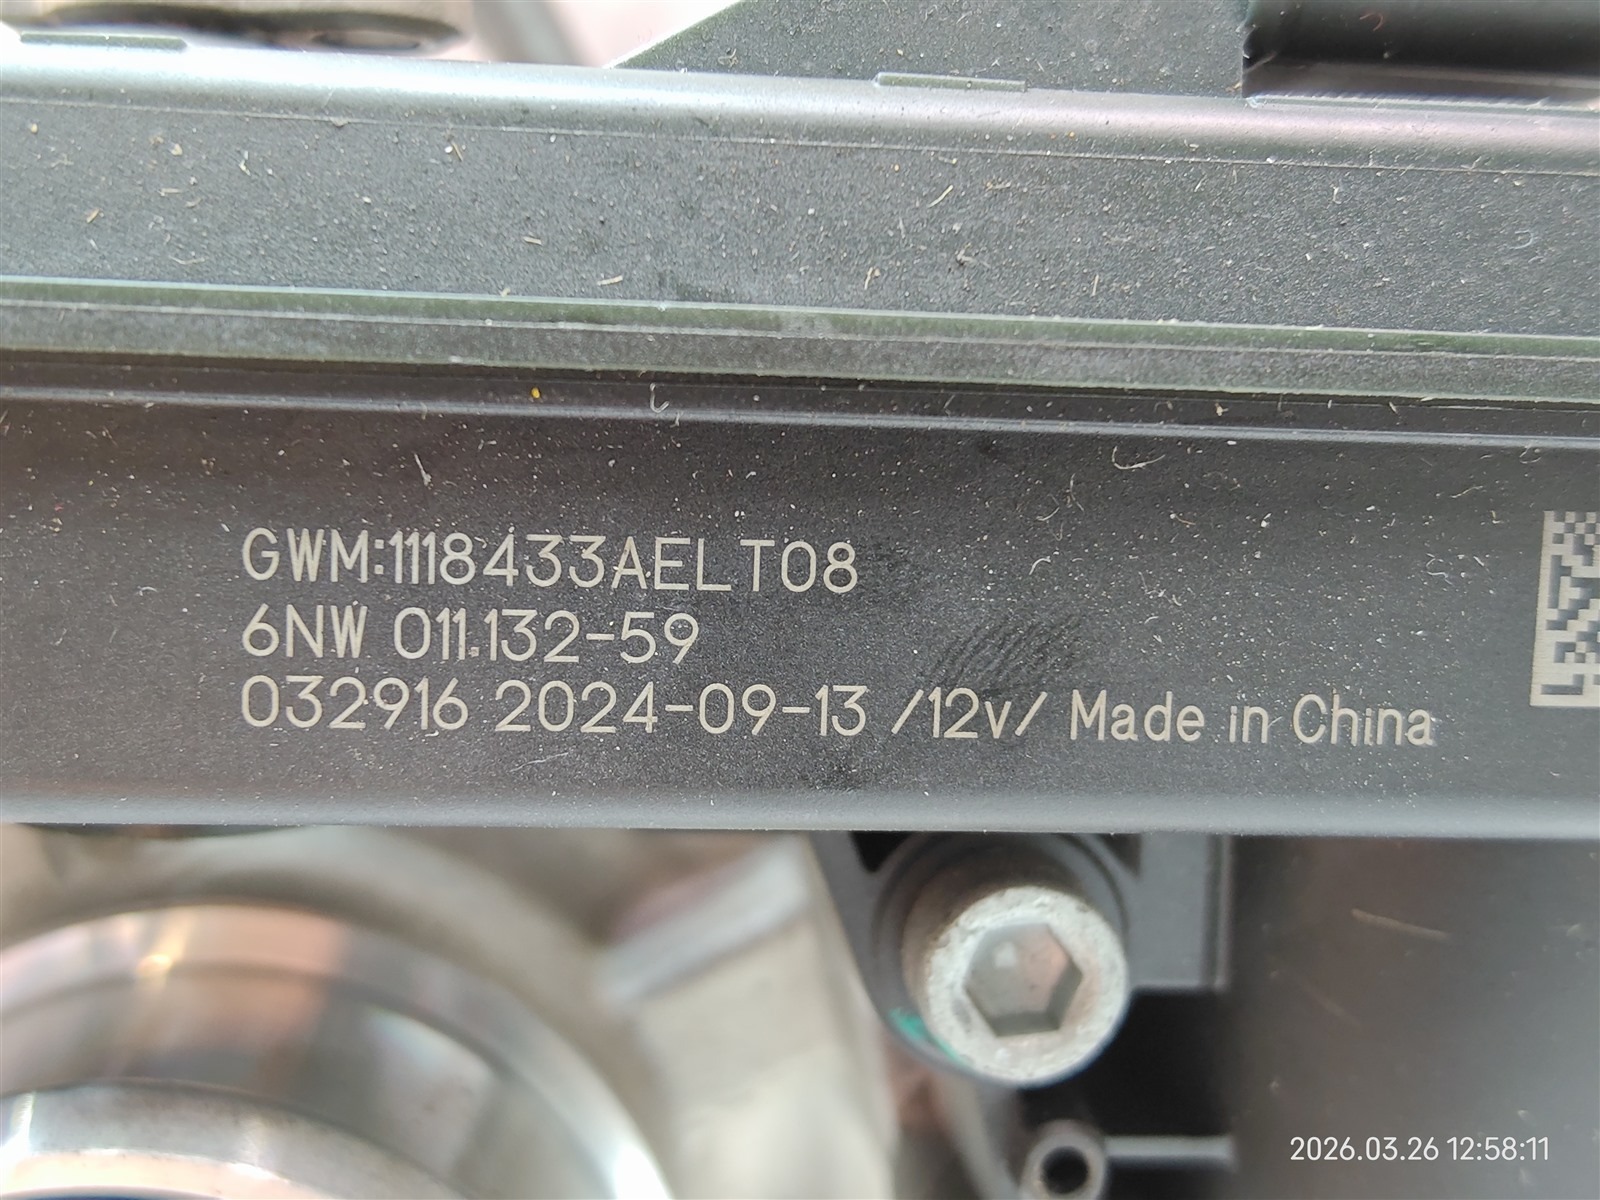 GWM:1118433AELT08
6NW 011.132-59
032916 2024-09-13 /12v/ Made in China
2026.03.26 12:58:11